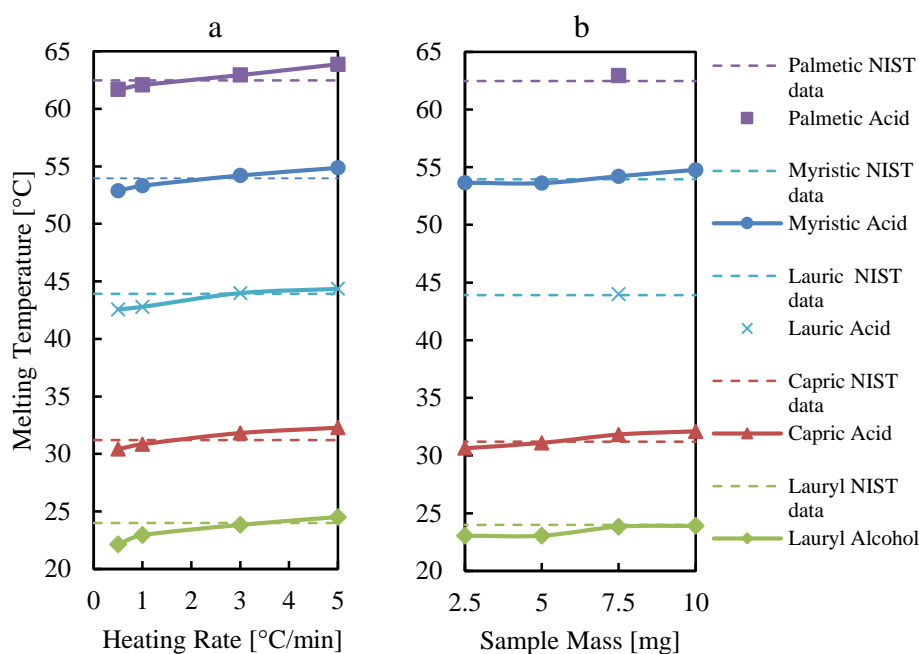 a
b
Melting Temperature [°C]
65
60
55
50
45
40
35
30
25
20
0
1
2
3
4
5
Heating Rate [°C/min]
65
60
55
50
45
40
35
30
25
20
2.5
5
7.5
10
Sample Mass [mg]
Palmetic NIST
data
Palmetic Acid
Myristic NIST
data
Myristic Acid
Lauric NIST
data
Lauric Acid
Capric NIST
data
Capric Acid
Lauryl NIST
data
Lauryl Alcohol